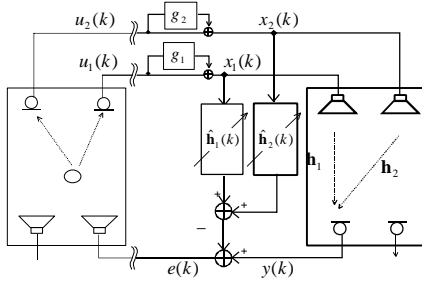 u₂(k) g₂ x₂(k)
u₁(k) g₁ x₁(k)
ĥ₁(k) ĥ₂(k)
h₁ h₂
+ +
−
+
e(k) y(k)